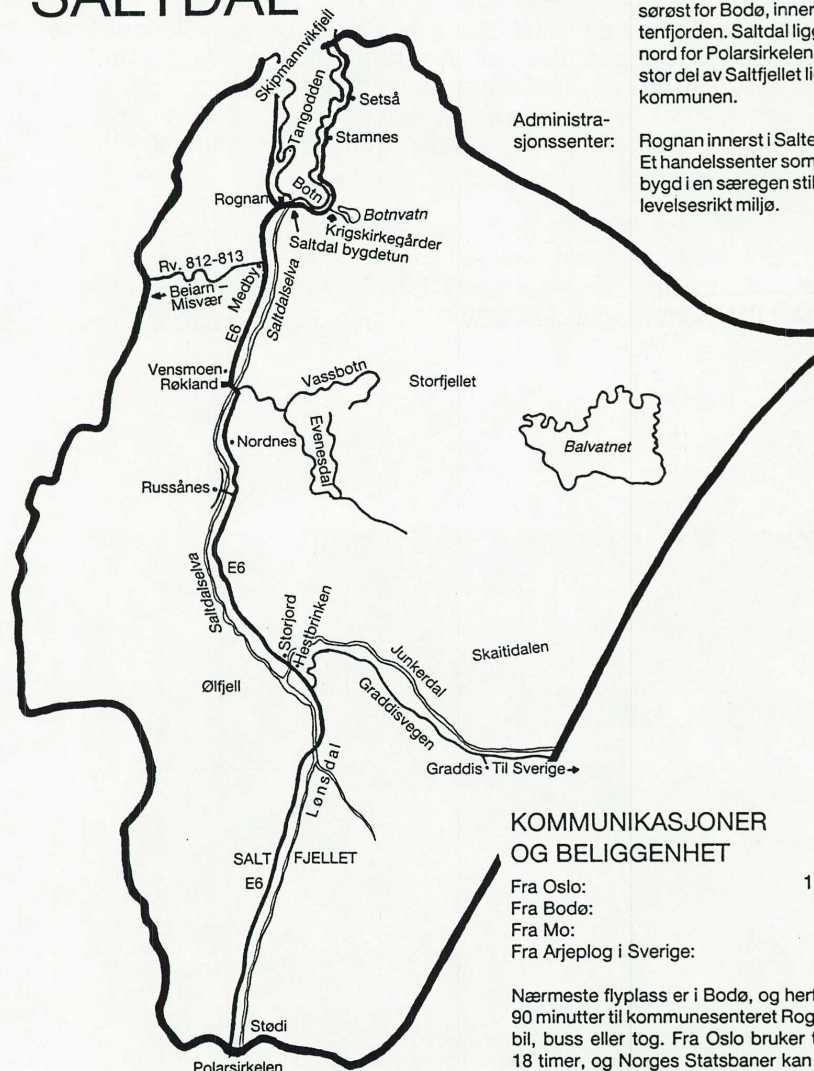 SALTDAL
sørøst for Bodø, inner
tenfjorden. Saltdal ligg
nord for Polarsirkelen
stor del av Saltfjellet li
kommunen.
Administra-
sjonssenter:
Rognan innerst i Salte
Et handelssenter som
bygd i en særegen stil
levelsesrikt miljø.
Skipmannvikfjell
Tangodden
Setså
Stamnes
Botn
Rognan
Botnvatn
Krigskirkegårder
Saltdal bygdetun
Rv. 812-813
Beiarn –
Misvær
Medby
E6
Saltdalselva
Vensmoen
Røkland
Vassbotn
Storfjellet
Evenesdal
Nordnes
Balvatnet
Russånes
Saltdalselva
E6
Storjord
Hestbrinken
Junkerdal
Skaitidalen
Ølfjell
Graddisvegen
Graddis
Til Sverige
Lønsdal
SALT FJELLET
E6
Stødi
Polarsirkelen
KOMMUNIKASJONER
OG BELIGGENHET
Fra Oslo: 1
Fra Bodø:
Fra Mo:
Fra Arjeplog i Sverige:
Nærmeste flyplass er i Bodø, og herf
90 minutter til kommunesenteret Rog
bil, buss eller tog. Fra Oslo bruker t
18 timer, og Norges Statsbaner kan